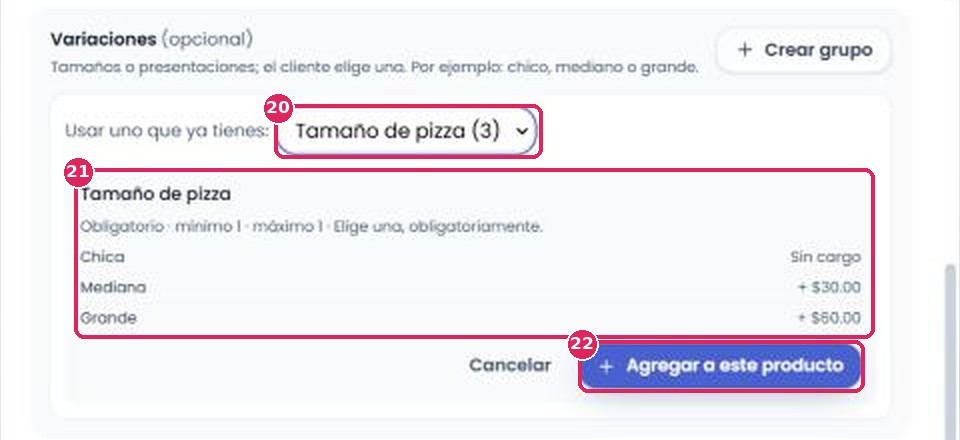 Variaciones (opcional)
+ Crear grupo
Tamaños o presentaciones; el cliente elige una. Por ejemplo: chico, mediano o grande.
20
Usar uno que ya tienes: Tamaño de pizza (3)
21
Tamaño de pizza
Obligatorio · mínimo 1 · máximo 1 · Elige una, obligatoriamente.
Chica Sin cargo
Mediana + $30.00
Grande + $60.00
22
Cancelar + Agregar a este producto